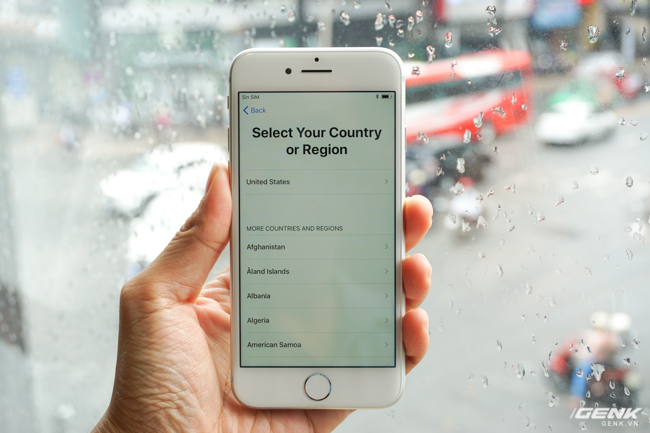 Sin SIM
Back
Select Your Country
or Region
United States
MORE COUNTRIES AND REGIONS
Afghanistan
Åland Islands
Albania
Algeria
American Samoa
GENK
GENK.VN